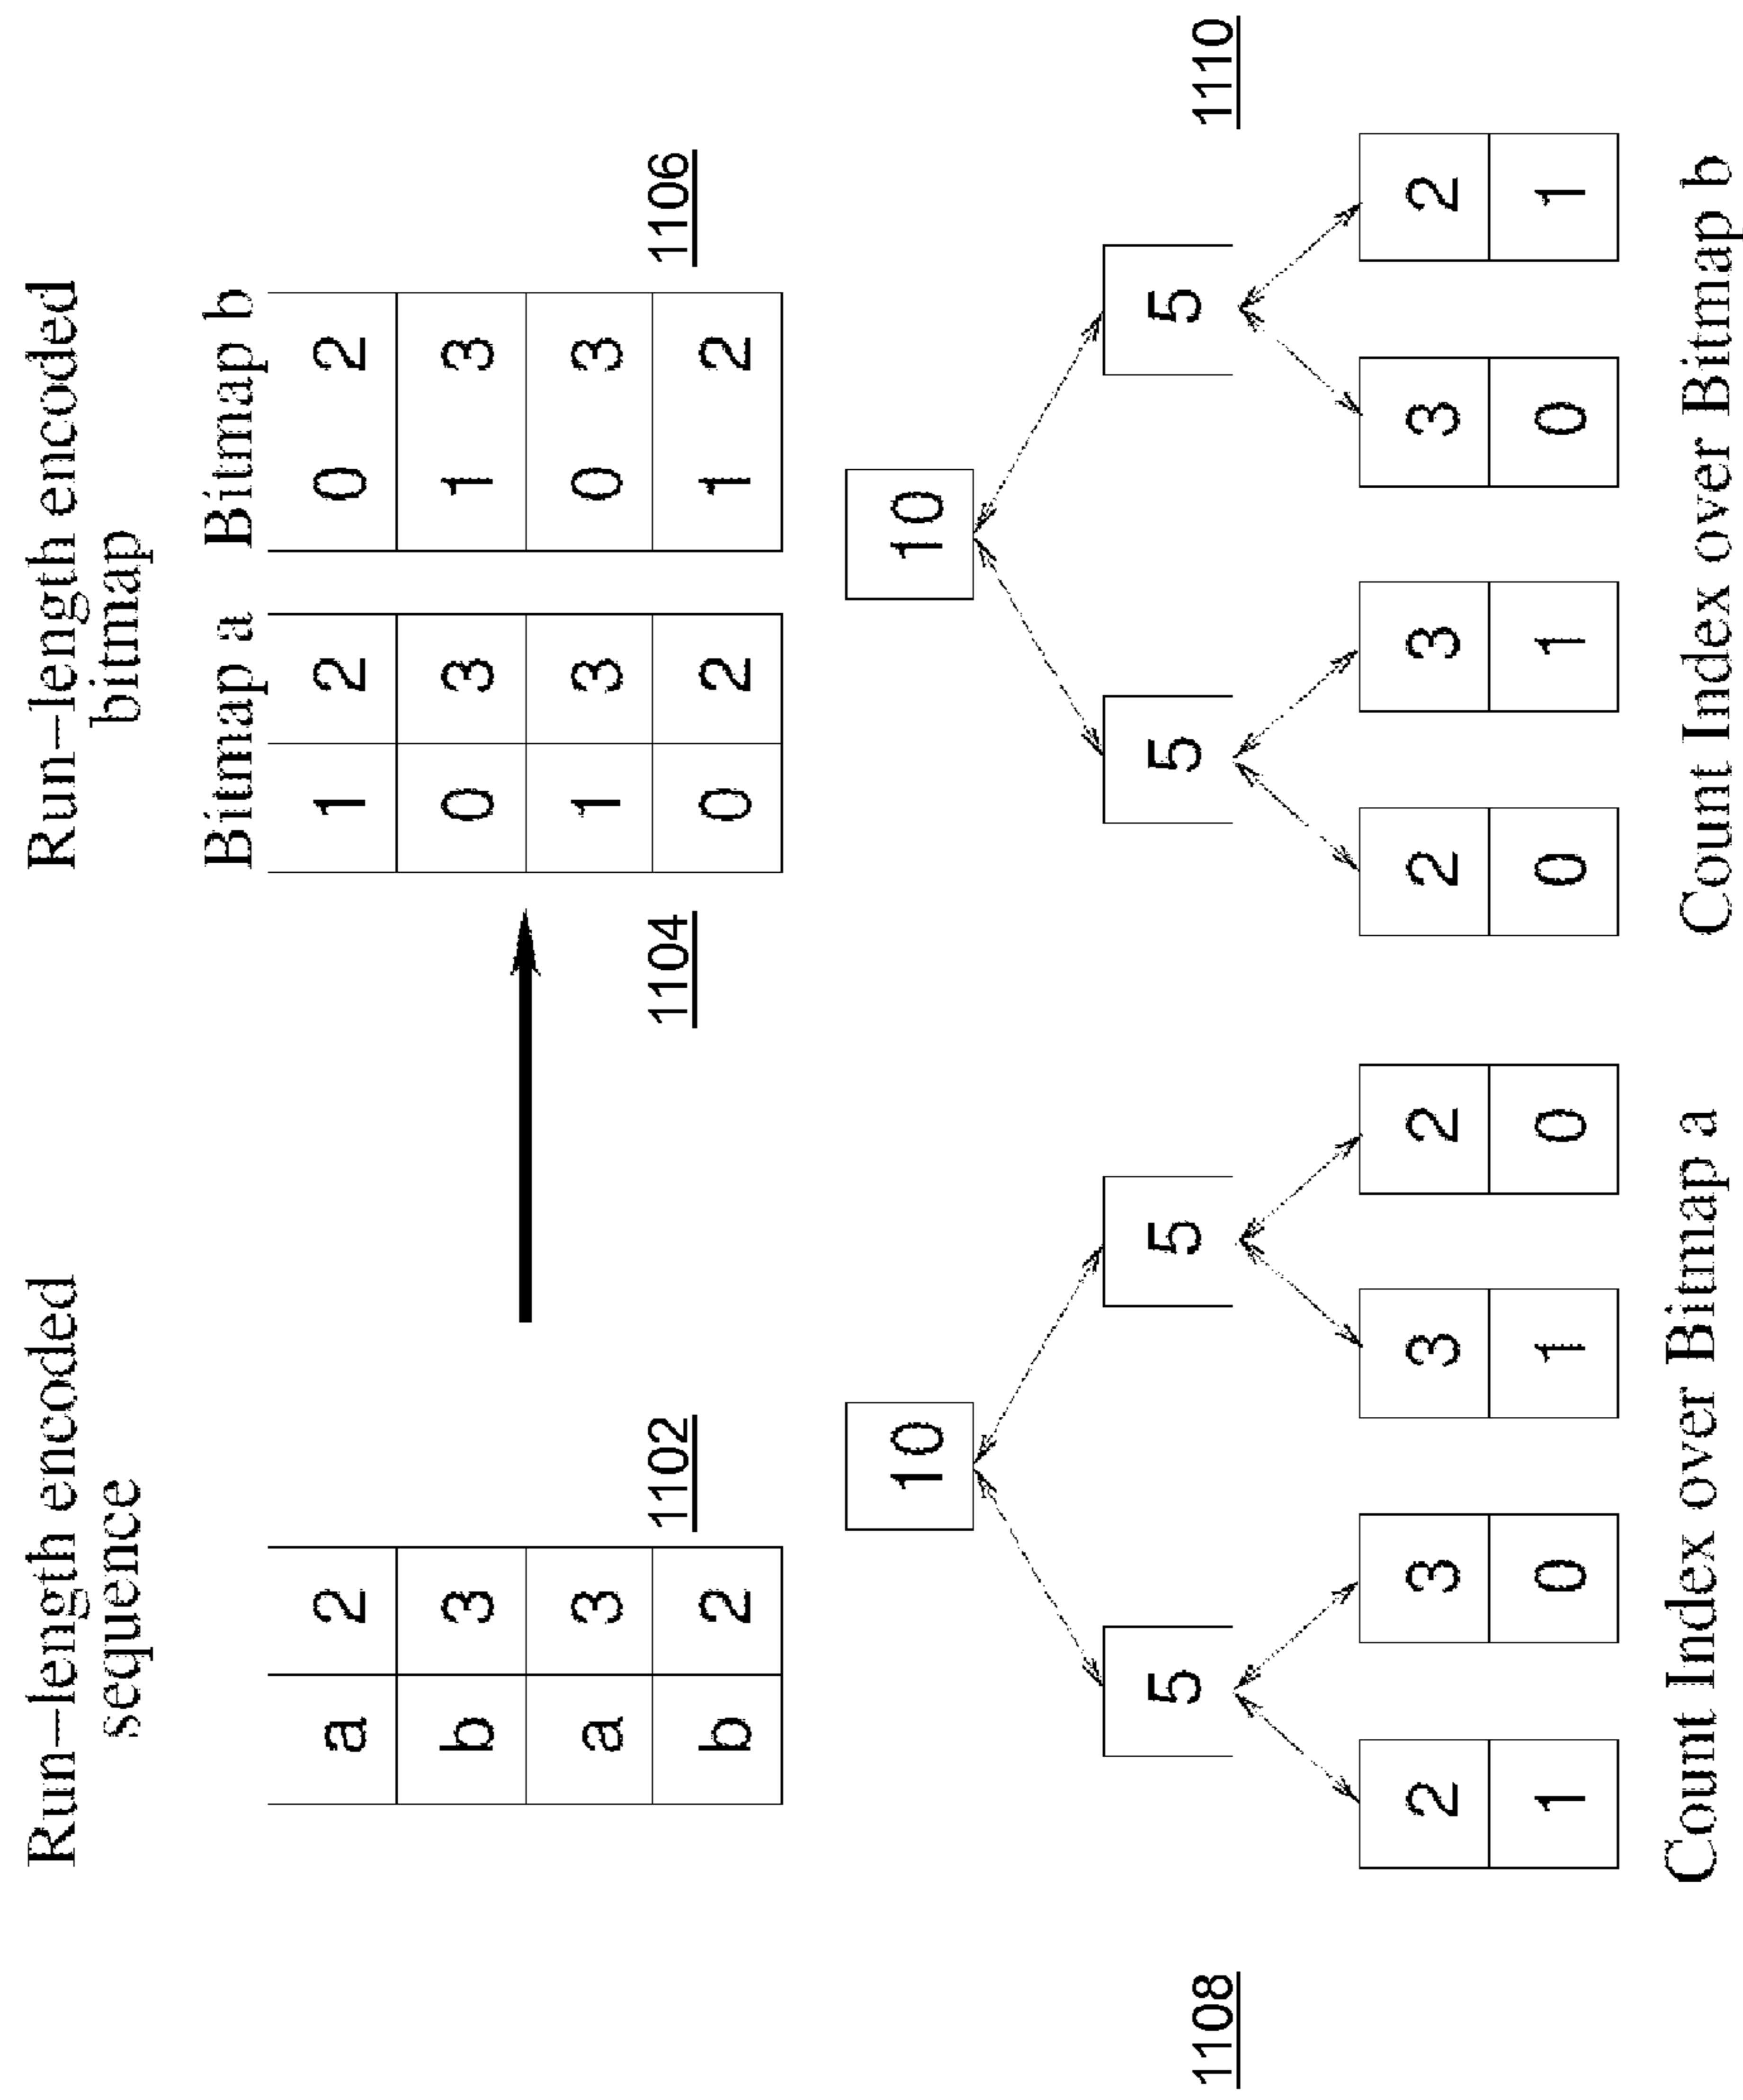 Run–length encoded
sequence
Run–length encoded
bitmap
Bitmap a Bitmap b
a 2
b 3
a 3
b 2
1102
1 2
0 3
1 3
0 2
1104
0 2
1 3
0 3
1 2
1106
10
5 5
2 3 3 2
1 0 1 0
1108
Count Index over Bitmap a
10
5 5
2 3 3 2
0 1 0 1
1110
Count Index over Bitmap b